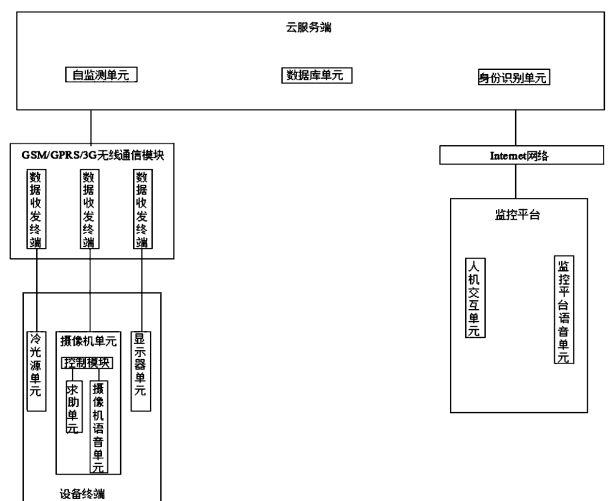 云服务端
自监测单元
数据库单元
身份识别单元
GSM/GPRS/3G无线通信模块
数据收发终端
数据收发终端
数据收发终端
Internet网络
监控平台
人机交互单元
监控平台语音单元
冷光源单元
摄像机单元
控制模块
求助单元
摄像机语音单元
显示器单元
设备终端